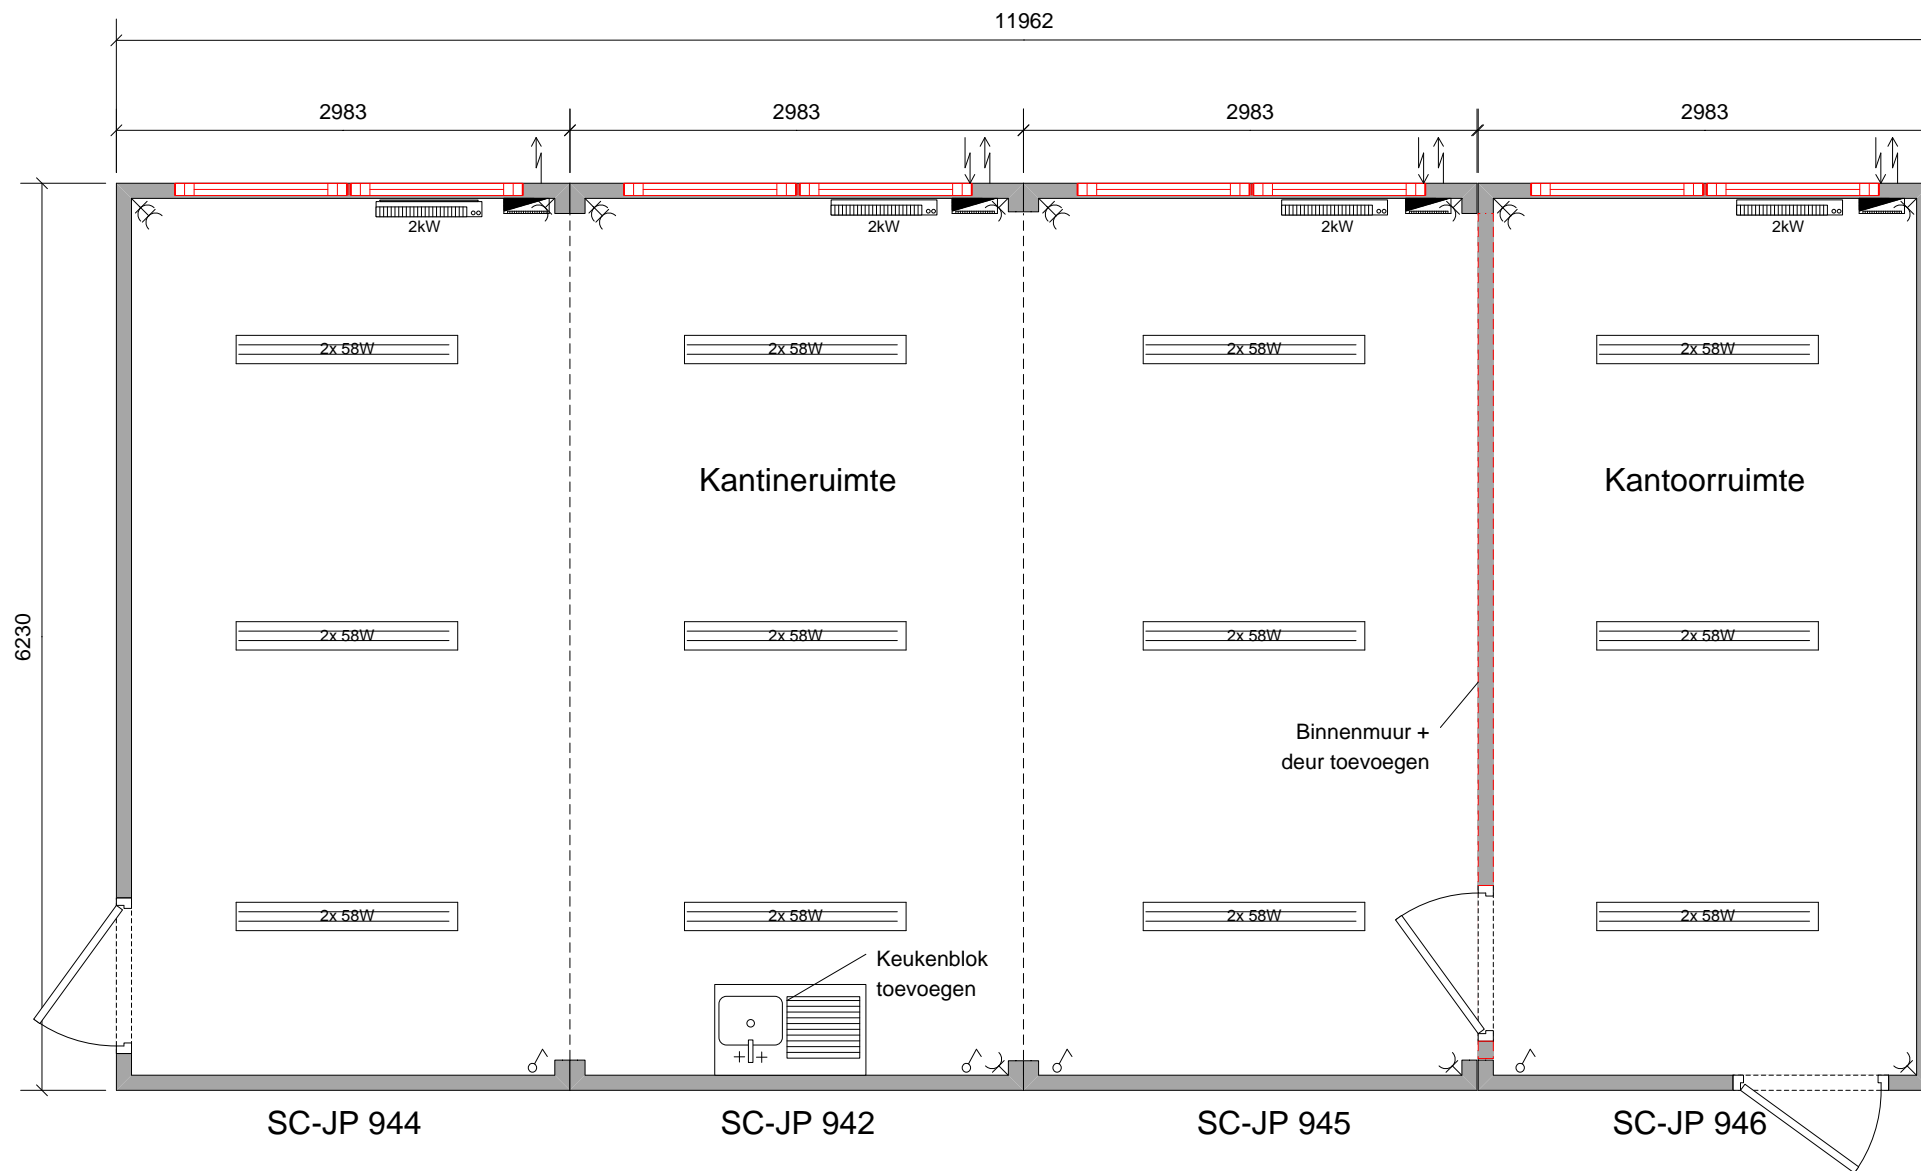 11962
2983 2983 2983 2983
2kW 2kW 2kW 2kW
2x 58W 2x 58W 2x 58W 2x 58W
Kantineruimte Kantoorruimte
6230
2x 58W 2x 58W 2x 58W 2x 58W
Binnenmuur +
deur toevoegen
2x 58W 2x 58W 2x 58W 2x 58W
Keukenblok
toevoegen
SC-JP 944 SC-JP 942 SC-JP 945 SC-JP 946